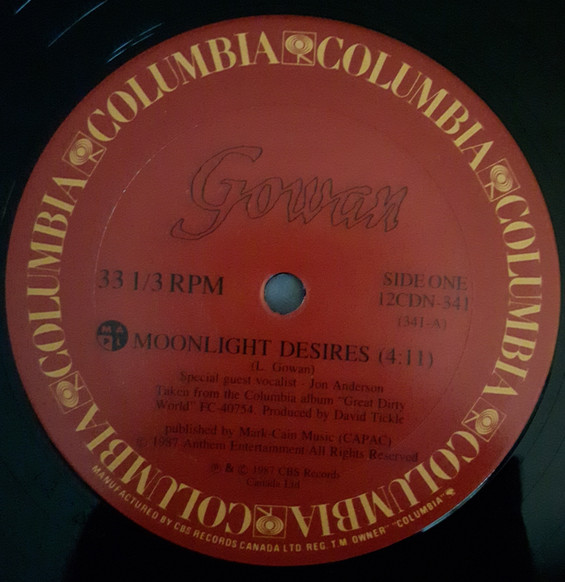 COLUMBIA COLUMBIA COLUMBIA COLUMBIA COLUMBIA COLUMBIA COLUMBIA
Gowan
33 1/3 RPM
SIDE ONE
12CDN-341
(341-A)
MAPL
MOONLIGHT DESIRES (4:11)
(L. Gowan)
Special guest vocalist - Jon Anderson
Taken from the Columbia album "Great Dirty
World" FC 40754. Produced by David Tickle
published by Mark-Cain Music (CAPAC)
© 1987 Anthem Entertainment-All Rights Reserved
℗ & © 1987 CBS Records
Canada Ltd
MANUFACTURED BY CBS RECORDS CANADA LTD REG. T.M OWNER "COLUMBIA"